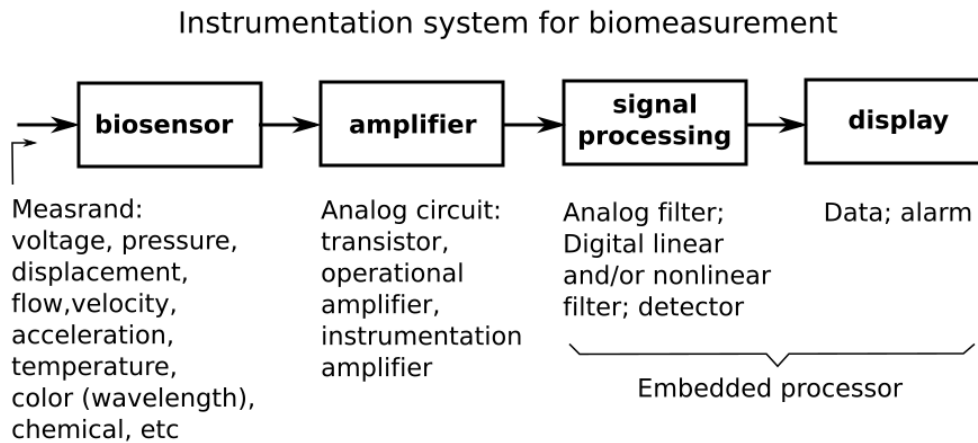 Instrumentation system for biomeasurement
biosensor
amplifier
signal
processing
display
Measrand:
voltage, pressure,
displacement,
flow,velocity,
acceleration,
temperature,
color (wavelength),
chemical, etc
Analog circuit:
transistor,
operational
amplifier,
instrumentation
amplifier
Analog filter;
Digital linear
and/or nonlinear
filter; detector
Data; alarm
Embedded processor